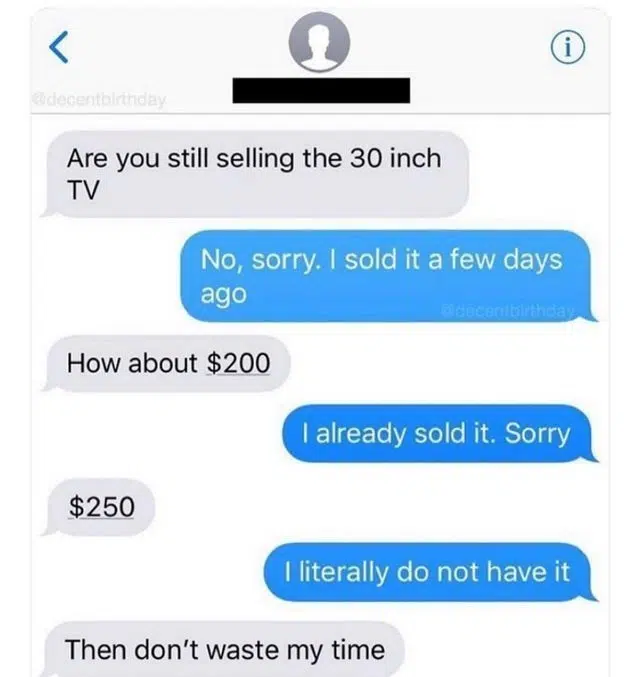 @decentbirthday
Are you still selling the 30 inch
TV
No, sorry. I sold it a few days
ago
@decentbirthday
How about $200
I already sold it. Sorry
$250
I literally do not have it
Then don't waste my time